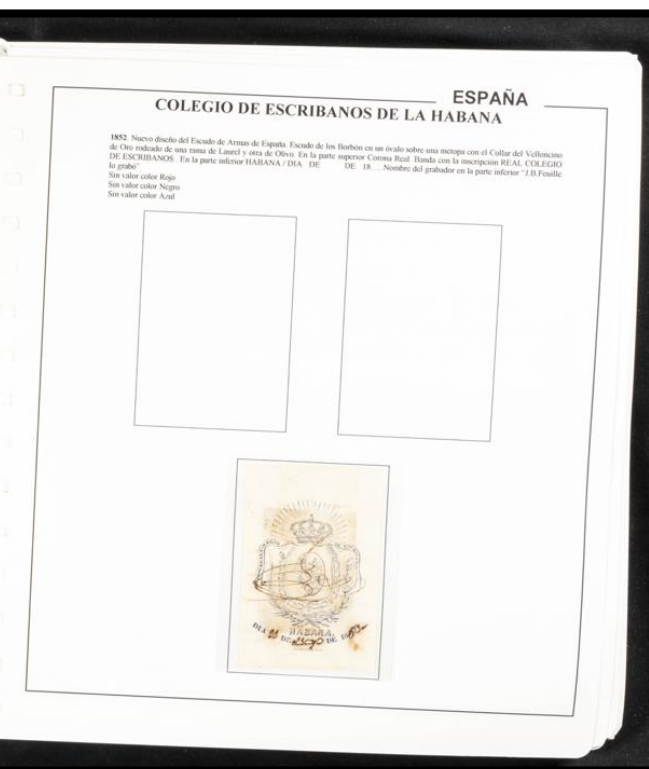 ESPAÑA
COLEGIO DE ESCRIBANOS DE LA HABANA
1852. Nuevo diseño del Escudo de Armas de España. Escudo de los Borbón en un óvalo sobre una metopa con el Collar del Velloncino
de Oro rodeado de una rama de Laurel y otra de Olivo. En la parte superior Corona Real. Banda con la inscripción REAL COLEGIO
DE ESCRIBANOS . En la parte inferior HABANA / DIA DE DE 18.... Nombre del grabador en la parte inferior "J.B.Feuille
lo grabó"
Sin valor color Rojo
Sin valor color Negro
Sin valor color Azul
HABANA.
DIA DE DE